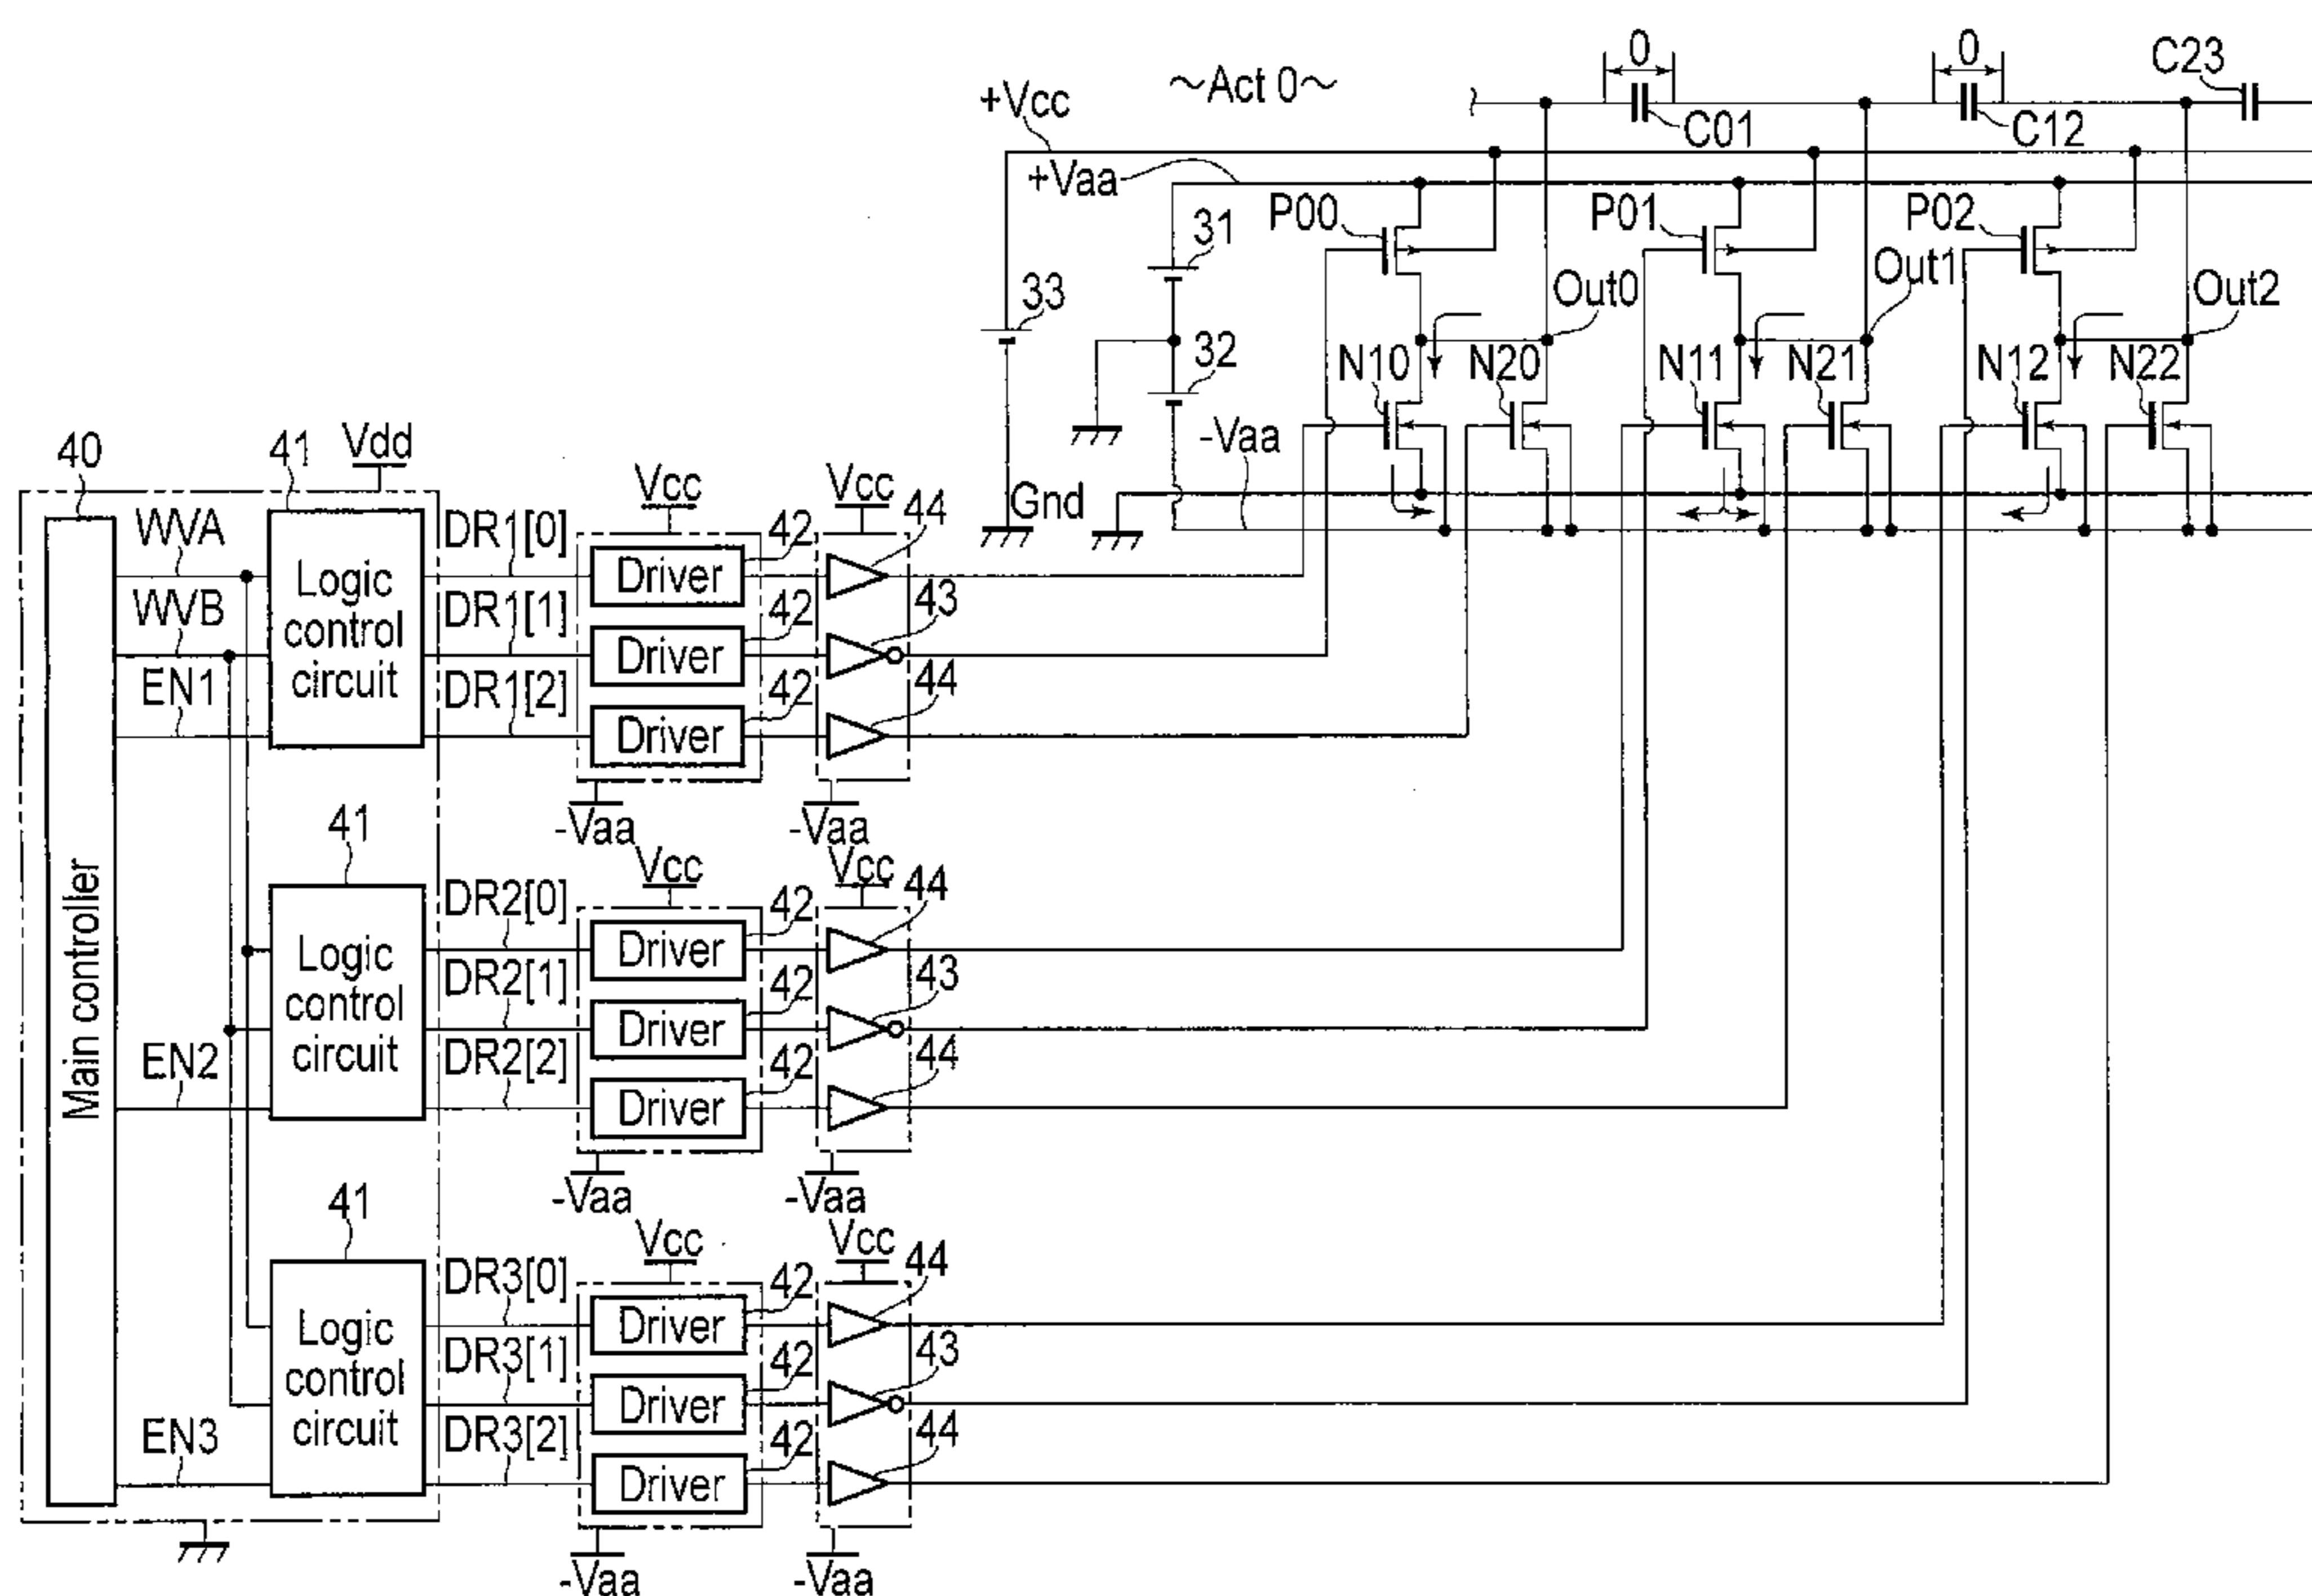 0
0
C23
~Act 0~
+Vcc
C01
C12
+Vaa
P00
P01
P02
31
Out0
Out1
Out2
33
32
N10
N20
N11
N21
N12
N22
-Vaa
Gnd
40
41
Vdd
Vcc
Vcc
44
WVA
DR1[0]
42
Driver
43
WVB
Logic control circuit
DR1[1]
42
Driver
44
EN1
DR1[2]
42
Driver
-Vaa
-Vaa
41
Vcc
Vcc
44
DR2[0]
42
Driver
43
Main controller
Logic control circuit
DR2[1]
42
Driver
44
EN2
DR2[2]
42
Driver
-Vaa
-Vaa
41
Vcc
Vcc
44
DR3[0]
42
Driver
43
Logic control circuit
DR3[1]
42
Driver
44
EN3
DR3[2]
42
Driver
-Vaa
-Vaa